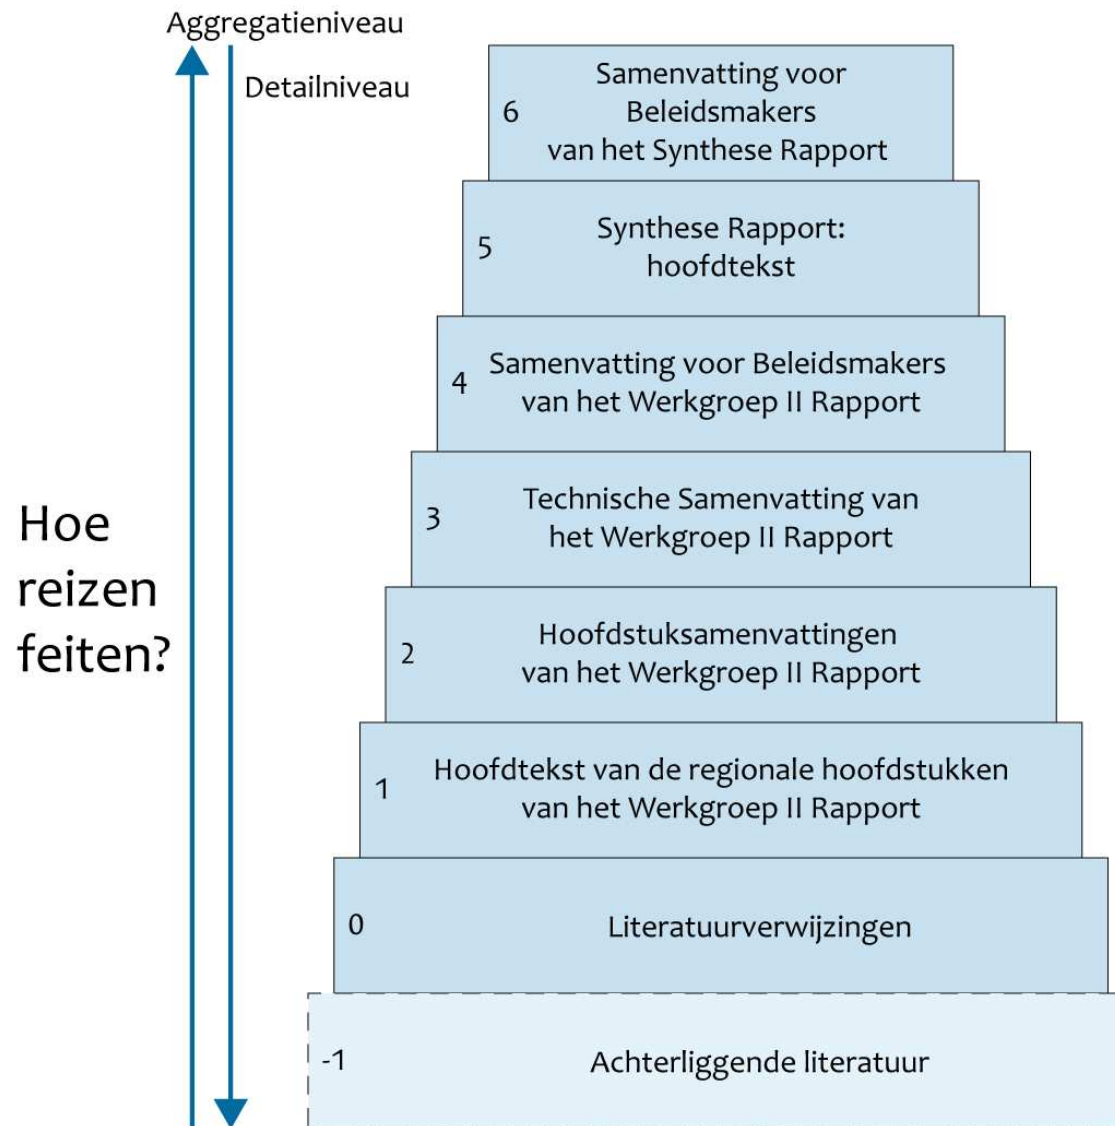 Aggregatieniveau
Detailniveau
Hoe
reizen
feiten?
6
Samenvatting voor
Beleidsmakers
van het Synthese Rapport
5
Synthese Rapport:
hoofdtekst
4
Samenvatting voor Beleidsmakers
van het Werkgroep II Rapport
3
Technische Samenvatting van
het Werkgroep II Rapport
2
Hoofdstuksamenvattingen
van het Werkgroep II Rapport
1
Hoofdtekst van de regionale hoofdstukken
van het Werkgroep II Rapport
0
Literatuurverwijzingen
-1
Achterliggende literatuur